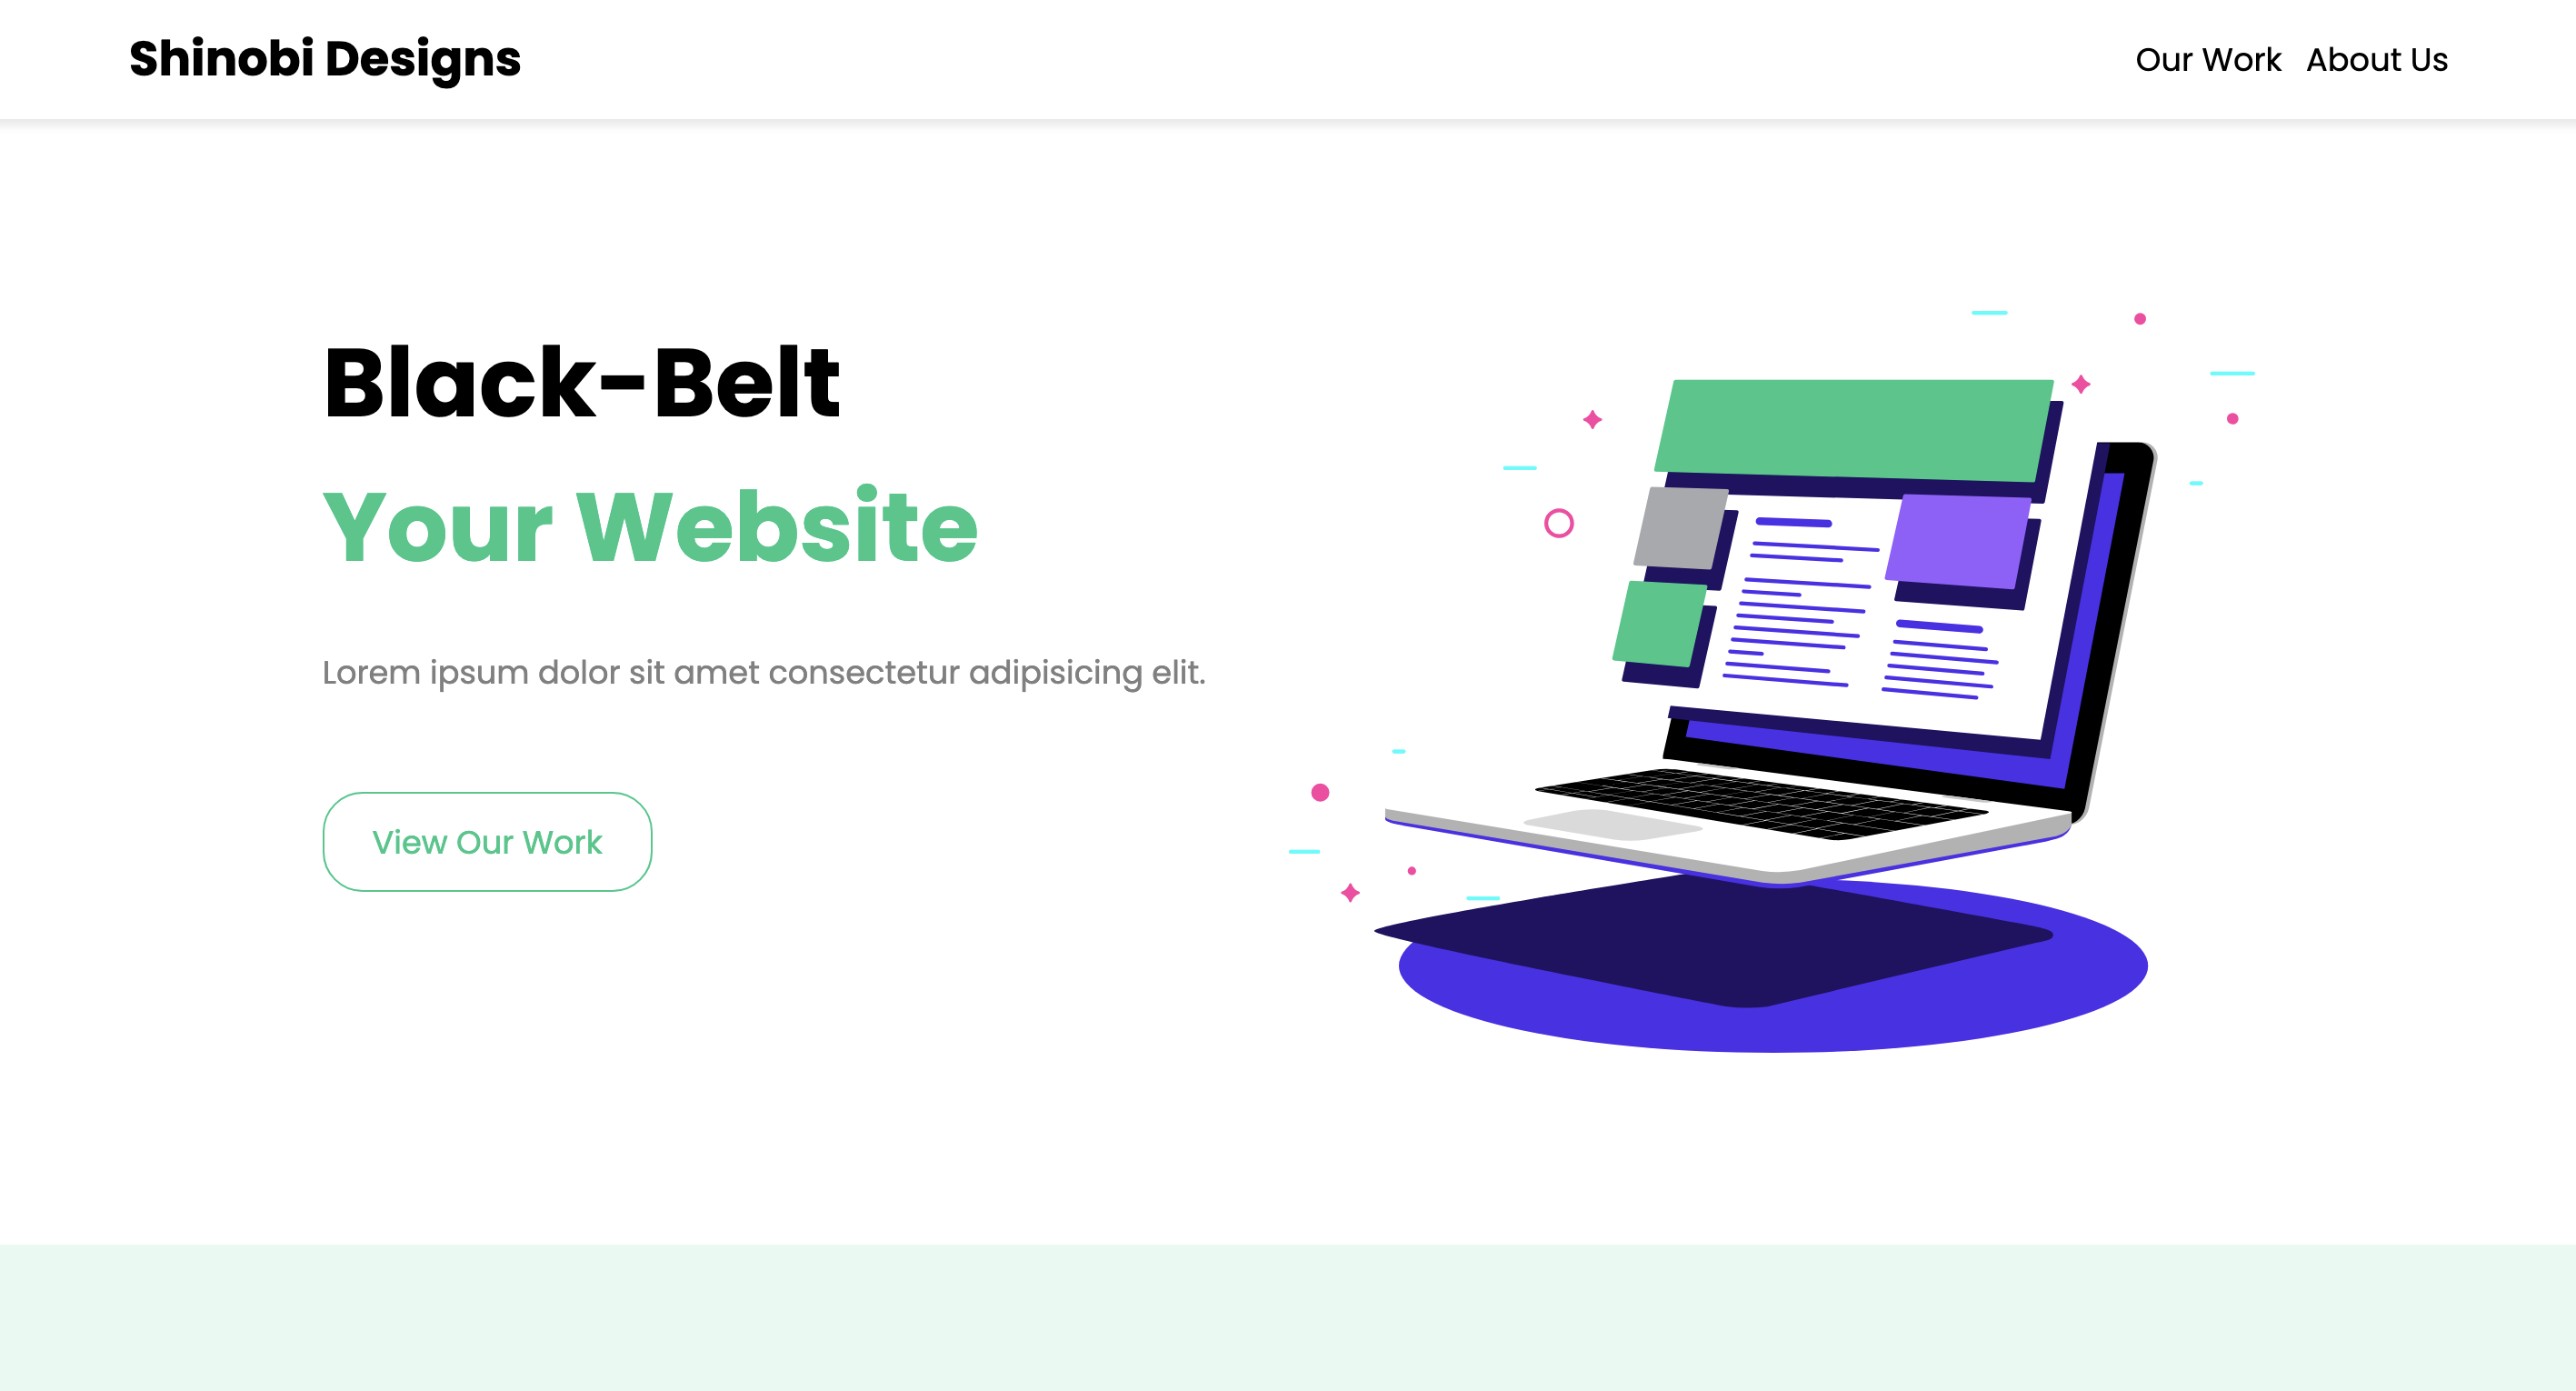 Shinobi Designs
Our Work About Us
Black-Belt
Your Website
Lorem ipsum dolor sit amet consectetur adipisicing elit.
View Our Work